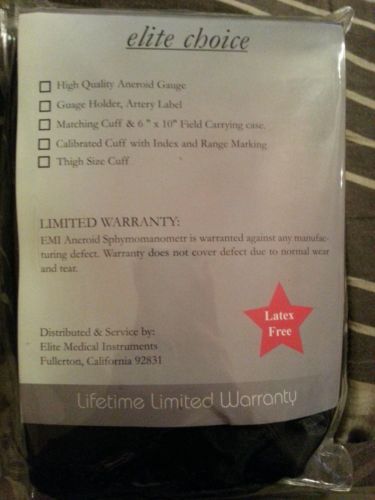 elite choice
High Quality Aneroid Gauge
Guage Holder, Artery Label
Matching Cuff & 6 " x 10" Field Carrying case.
Calibrated Cuff with Index and Range Marking
Thigh Size Cuff
LIMITED WARRANTY:
EMI Aneroid Sphymomanometr is warranted against any manufac-
turing defect. Warranty does not cover defect due to normal wear
and tear.
Latex
Free
Distributed & Service by:
Elite Medical Instruments
Fullerton, California 92831
Lifetime Limited Warranty